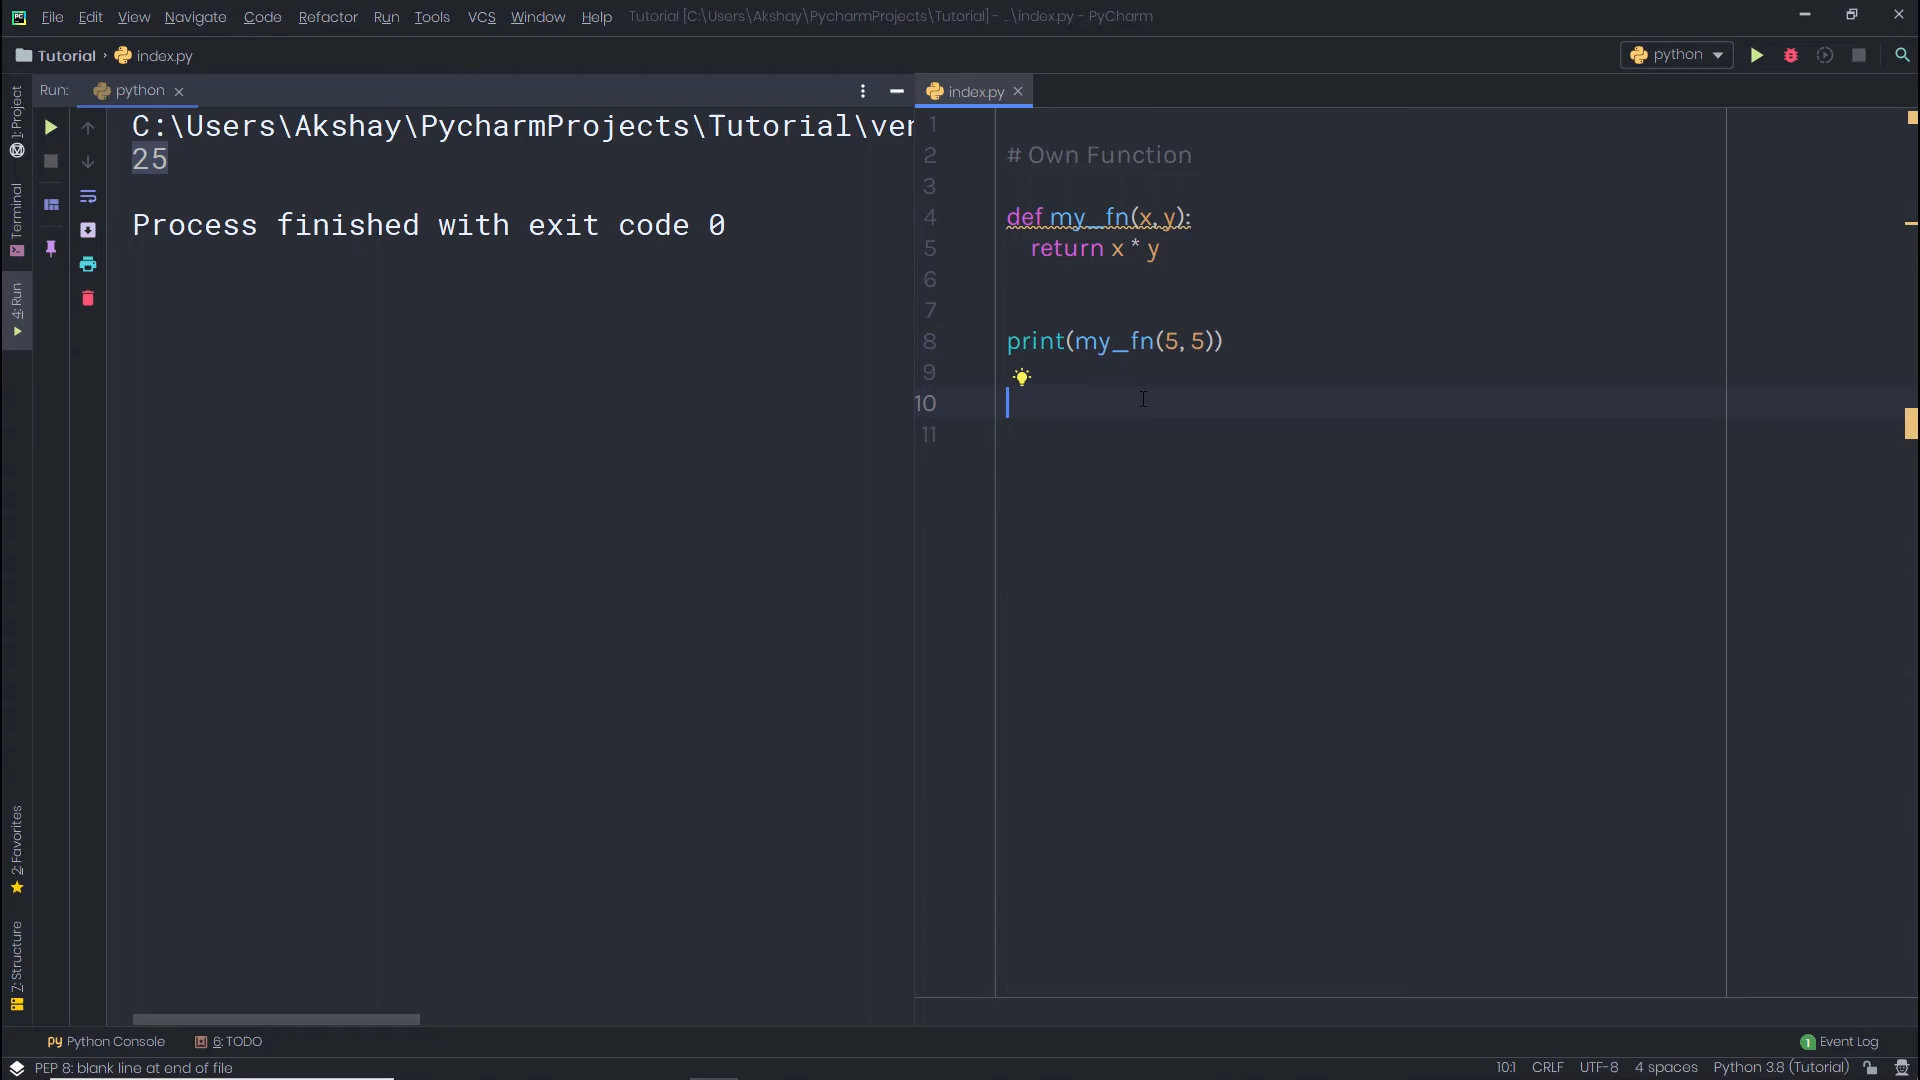 File Edit View Navigate Code Refactor Run Tools VCS Window Help Tutorial [C:\Users\Akshay\PycharmProjects\Tutorial] - ...\index.py - PyCharm
Tutorial index.py python
Run: python
index.py
C:\Users\Akshay\PycharmProjects\Tutorial\ver
25
Process finished with exit code 0
1
2 # Own Function
3
4 def my_fn(x, y):
5 return x * y
6
7
8 print(my_fn(5, 5))
9
10
11
1: Project
Terminal
4: Run
2: Favorites
7: Structure
py Python Console
6: TODO
1 Event Log
PEP 8: blank line at end of file
10:1 CRLF UTF-8 4 spaces Python 3.8 (Tutorial)